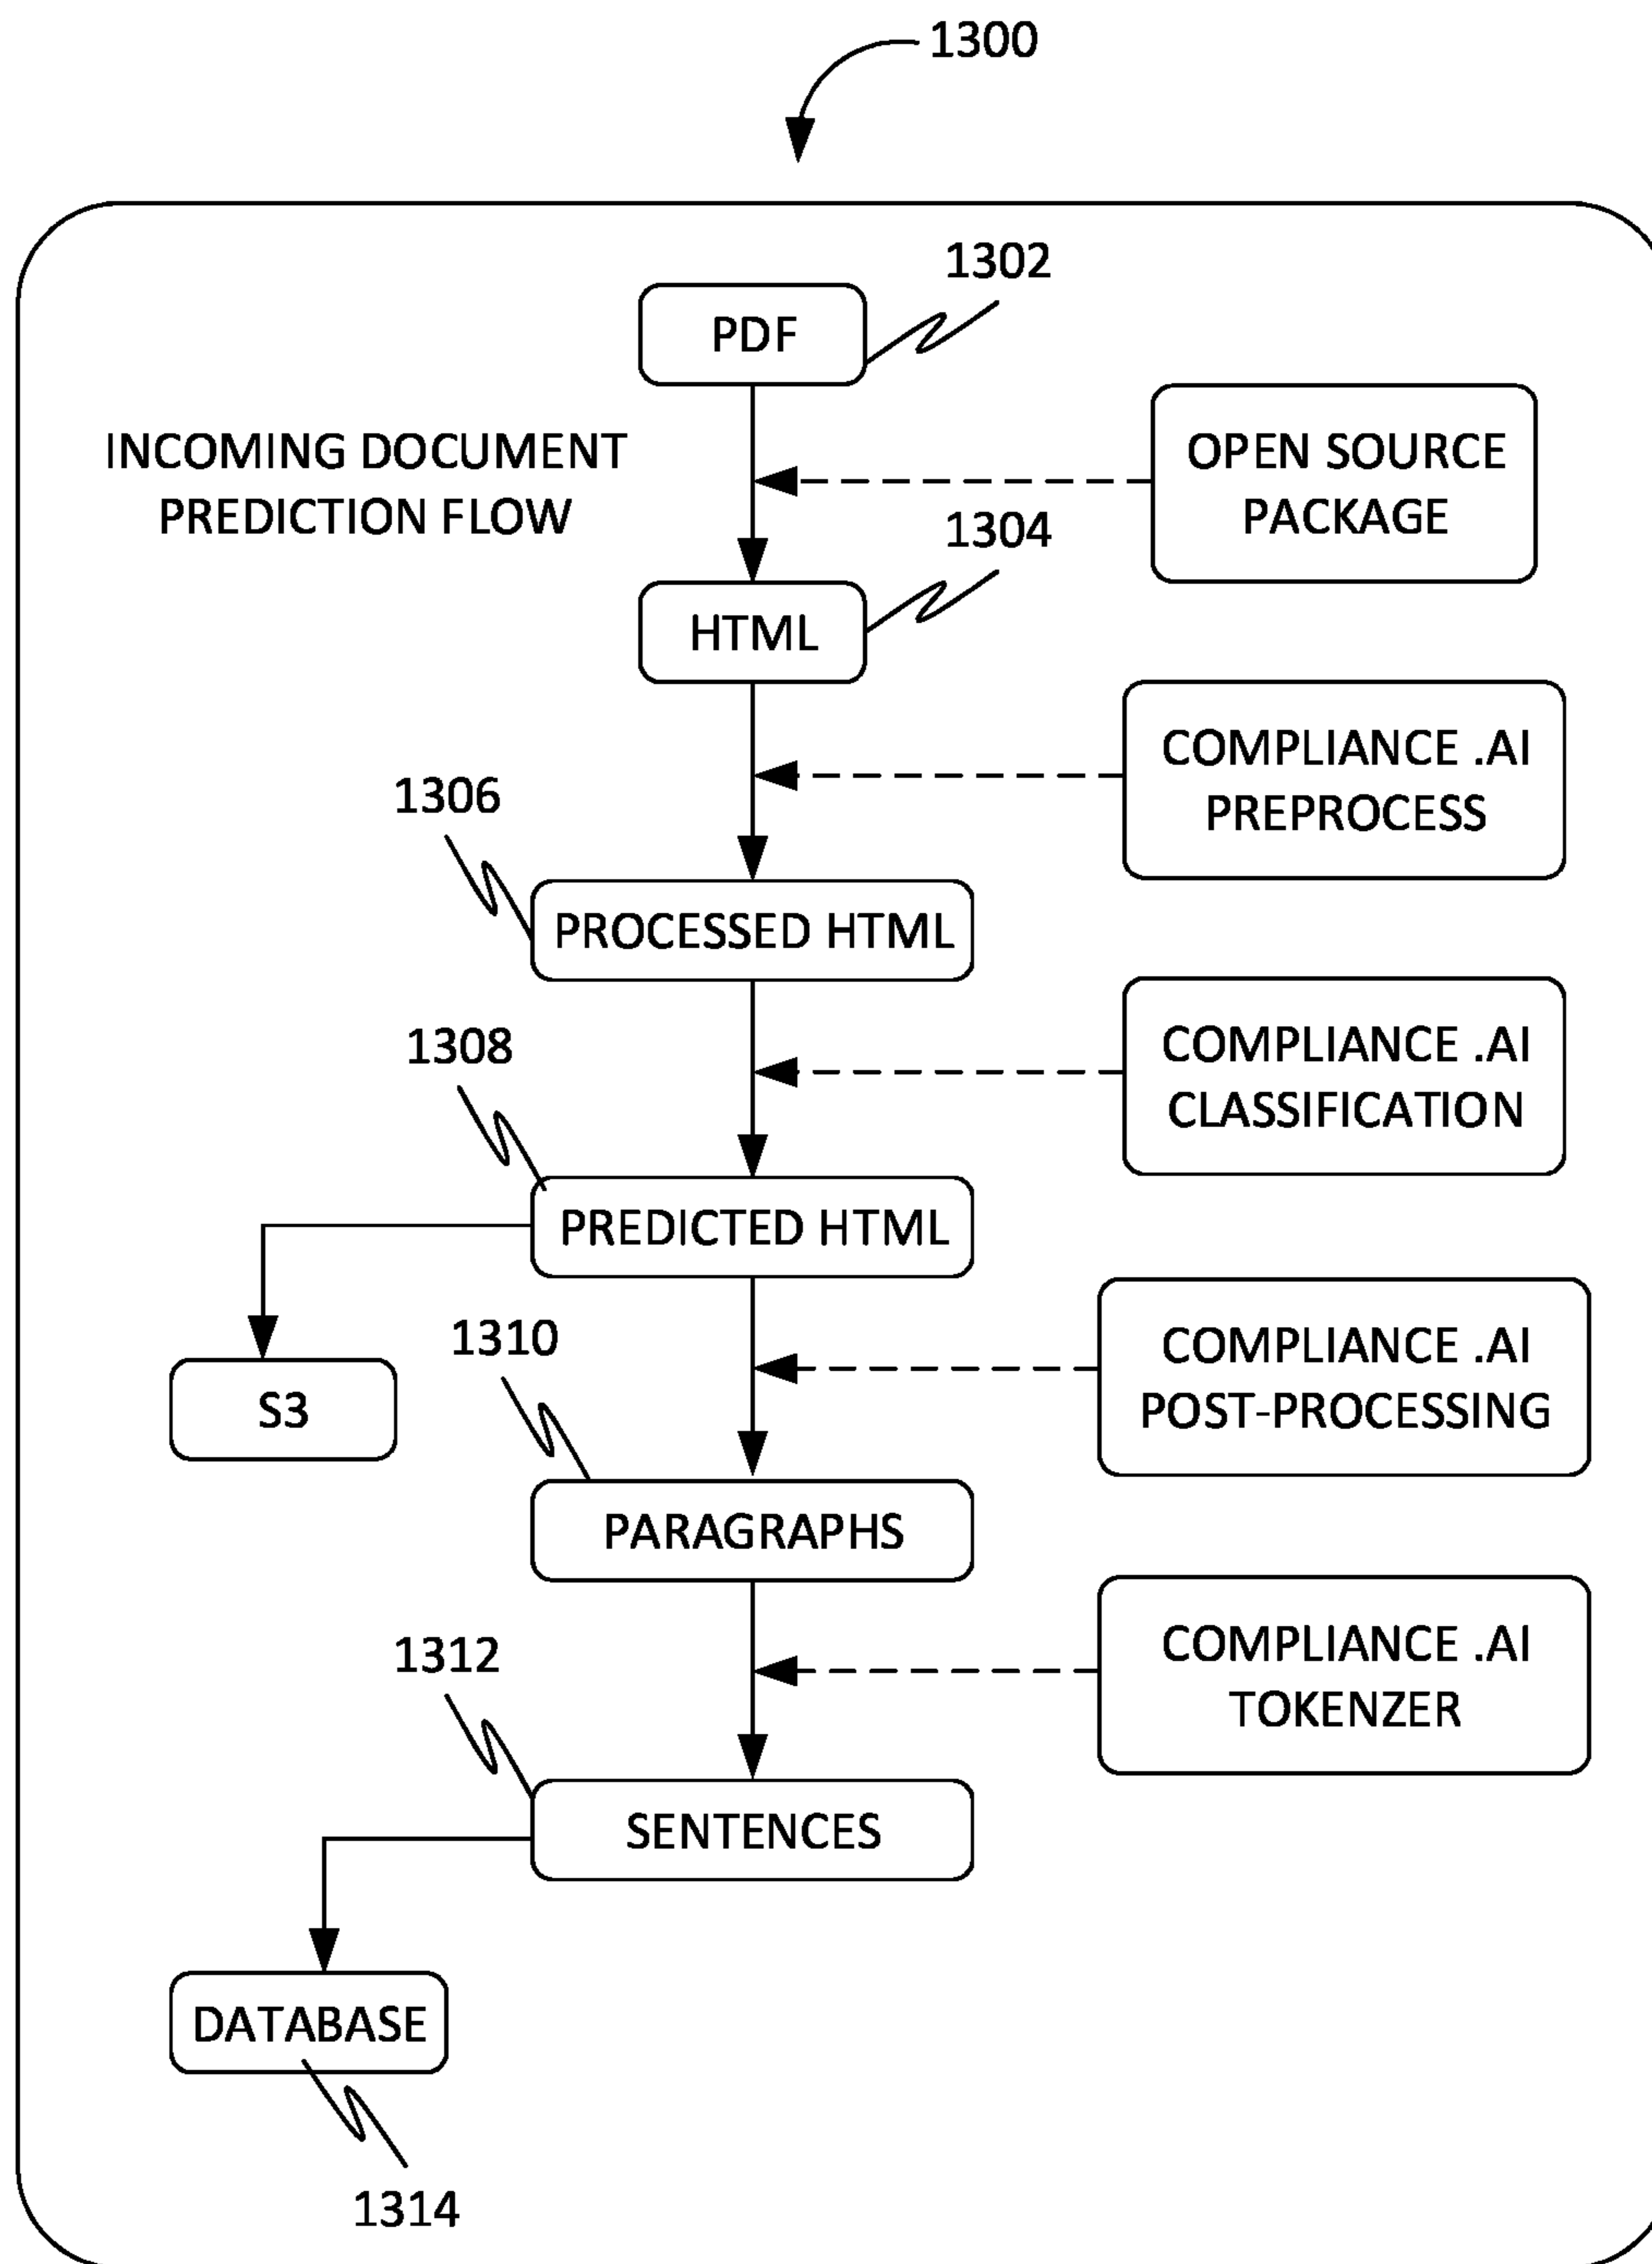 1300
1302
PDF
INCOMING DOCUMENT
PREDICTION FLOW
OPEN SOURCE
PACKAGE
1304
HTML
COMPLIANCE .AI
PREPROCESS
1306
PROCESSED HTML
COMPLIANCE .AI
CLASSIFICATION
1308
PREDICTED HTML
S3
1310
COMPLIANCE .AI
POST-PROCESSING
PARAGRAPHS
COMPLIANCE .AI
TOKENZER
1312
SENTENCES
DATABASE
1314